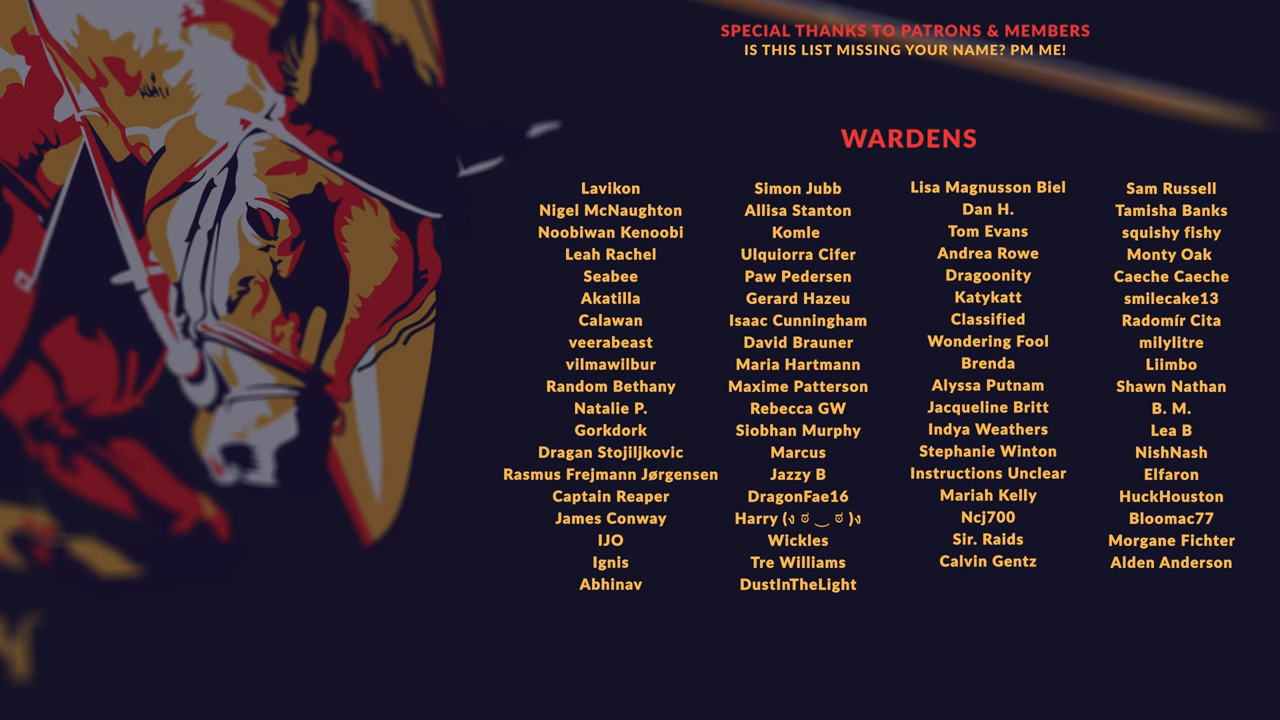 SPECIAL THANKS TO PATRONS & MEMBERS
IS THIS LIST MISSING YOUR NAME? PM ME!
WARDENS
Lavikon
Nigel McNaughton
Noobiwan Kenoobi
Leah Rachel
Seabee
Akatilla
Calawan
veerabeast
vilmawilbur
Random Bethany
Natalie P.
Gorkdork
Dragan Stojiljkovic
Rasmus Frejmann Jørgensen
Captain Reaper
James Conway
IJO
Ignis
Abhinav
Simon Jubb
Allisa Stanton
Komle
Ulquiorra Cifer
Paw Pedersen
Gerard Hazeu
Isaac Cunningham
David Brauner
Maria Hartmann
Maxime Patterson
Rebecca GW
Siobhan Murphy
Marcus
Jazzy B
DragonFae16
Harry (ง ಠ ‿ ಠ )ง
Wickles
Tre Williams
DustInTheLight
Lisa Magnusson Biel
Dan H.
Tom Evans
Andrea Rowe
Dragoonity
Katykatt
Classified
Wondering Fool
Brenda
Alyssa Putnam
Jacqueline Britt
Indya Weathers
Stephanie Winton
Instructions Unclear
Mariah Kelly
Ncj700
Sir. Raids
Calvin Gentz
Sam Russell
Tamisha Banks
squishy fishy
Monty Oak
Caeche Caeche
smilecake13
Radomír Cita
milylitre
Liimbo
Shawn Nathan
B. M.
Lea B
NishNash
Elfaron
HuckHouston
Bloomac77
Morgane Fichter
Alden Anderson